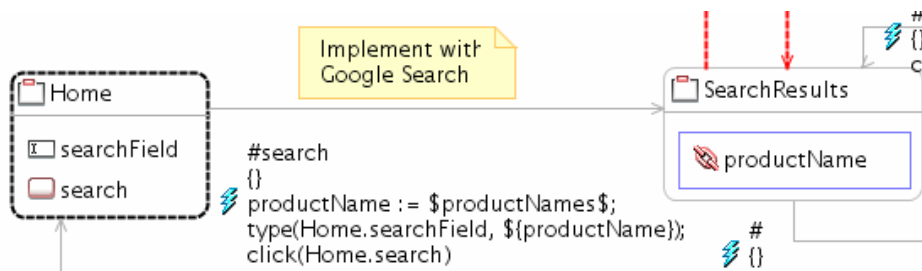 Implement with
Google Search
Home
searchField
search
#search
{}
productName := $productNames$;
type(Home.searchField, ${productName});
click(Home.search)
SearchResults
productName
#
{}
#
{}